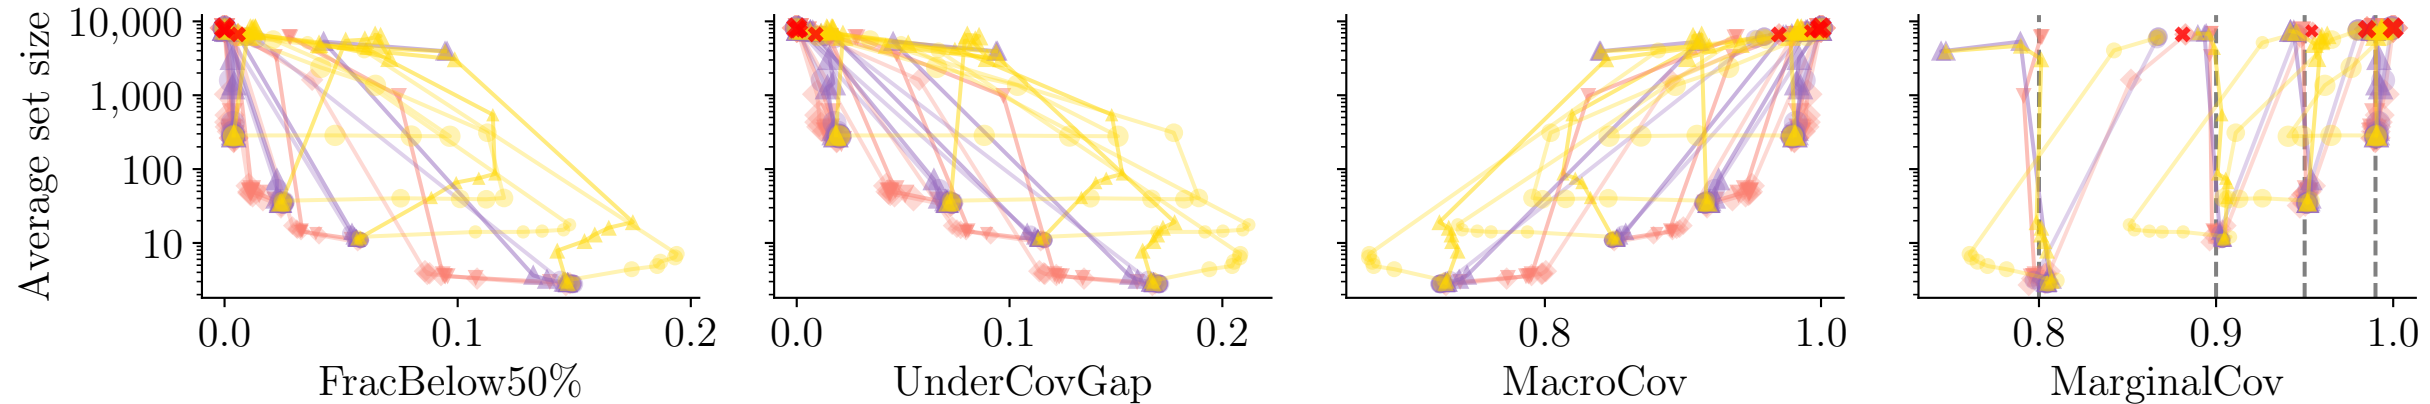 Average set size
10,000
1,000
100
10
0.0 0.1 0.2
FracBelow50%
0.0 0.1 0.2
UnderCovGap
0.8 1.0
MacroCov
0.8 0.9 1.0
MarginalCov